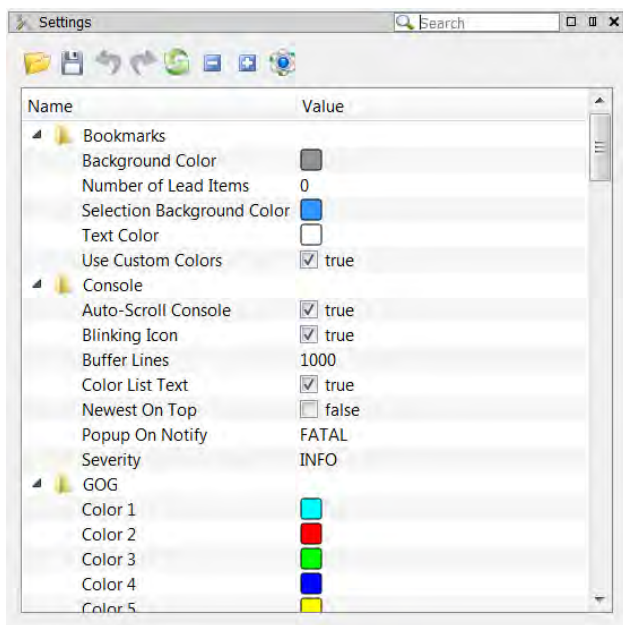 Settings
Search
Name Value
Bookmarks
Background Color
Number of Lead Items 0
Selection Background Color
Text Color
Use Custom Colors true
Console
Auto-Scroll Console true
Blinking Icon true
Buffer Lines 1000
Color List Text true
Newest On Top false
Popup On Notify FATAL
Severity INFO
GOG
Color 1
Color 2
Color 3
Color 4
Color 5